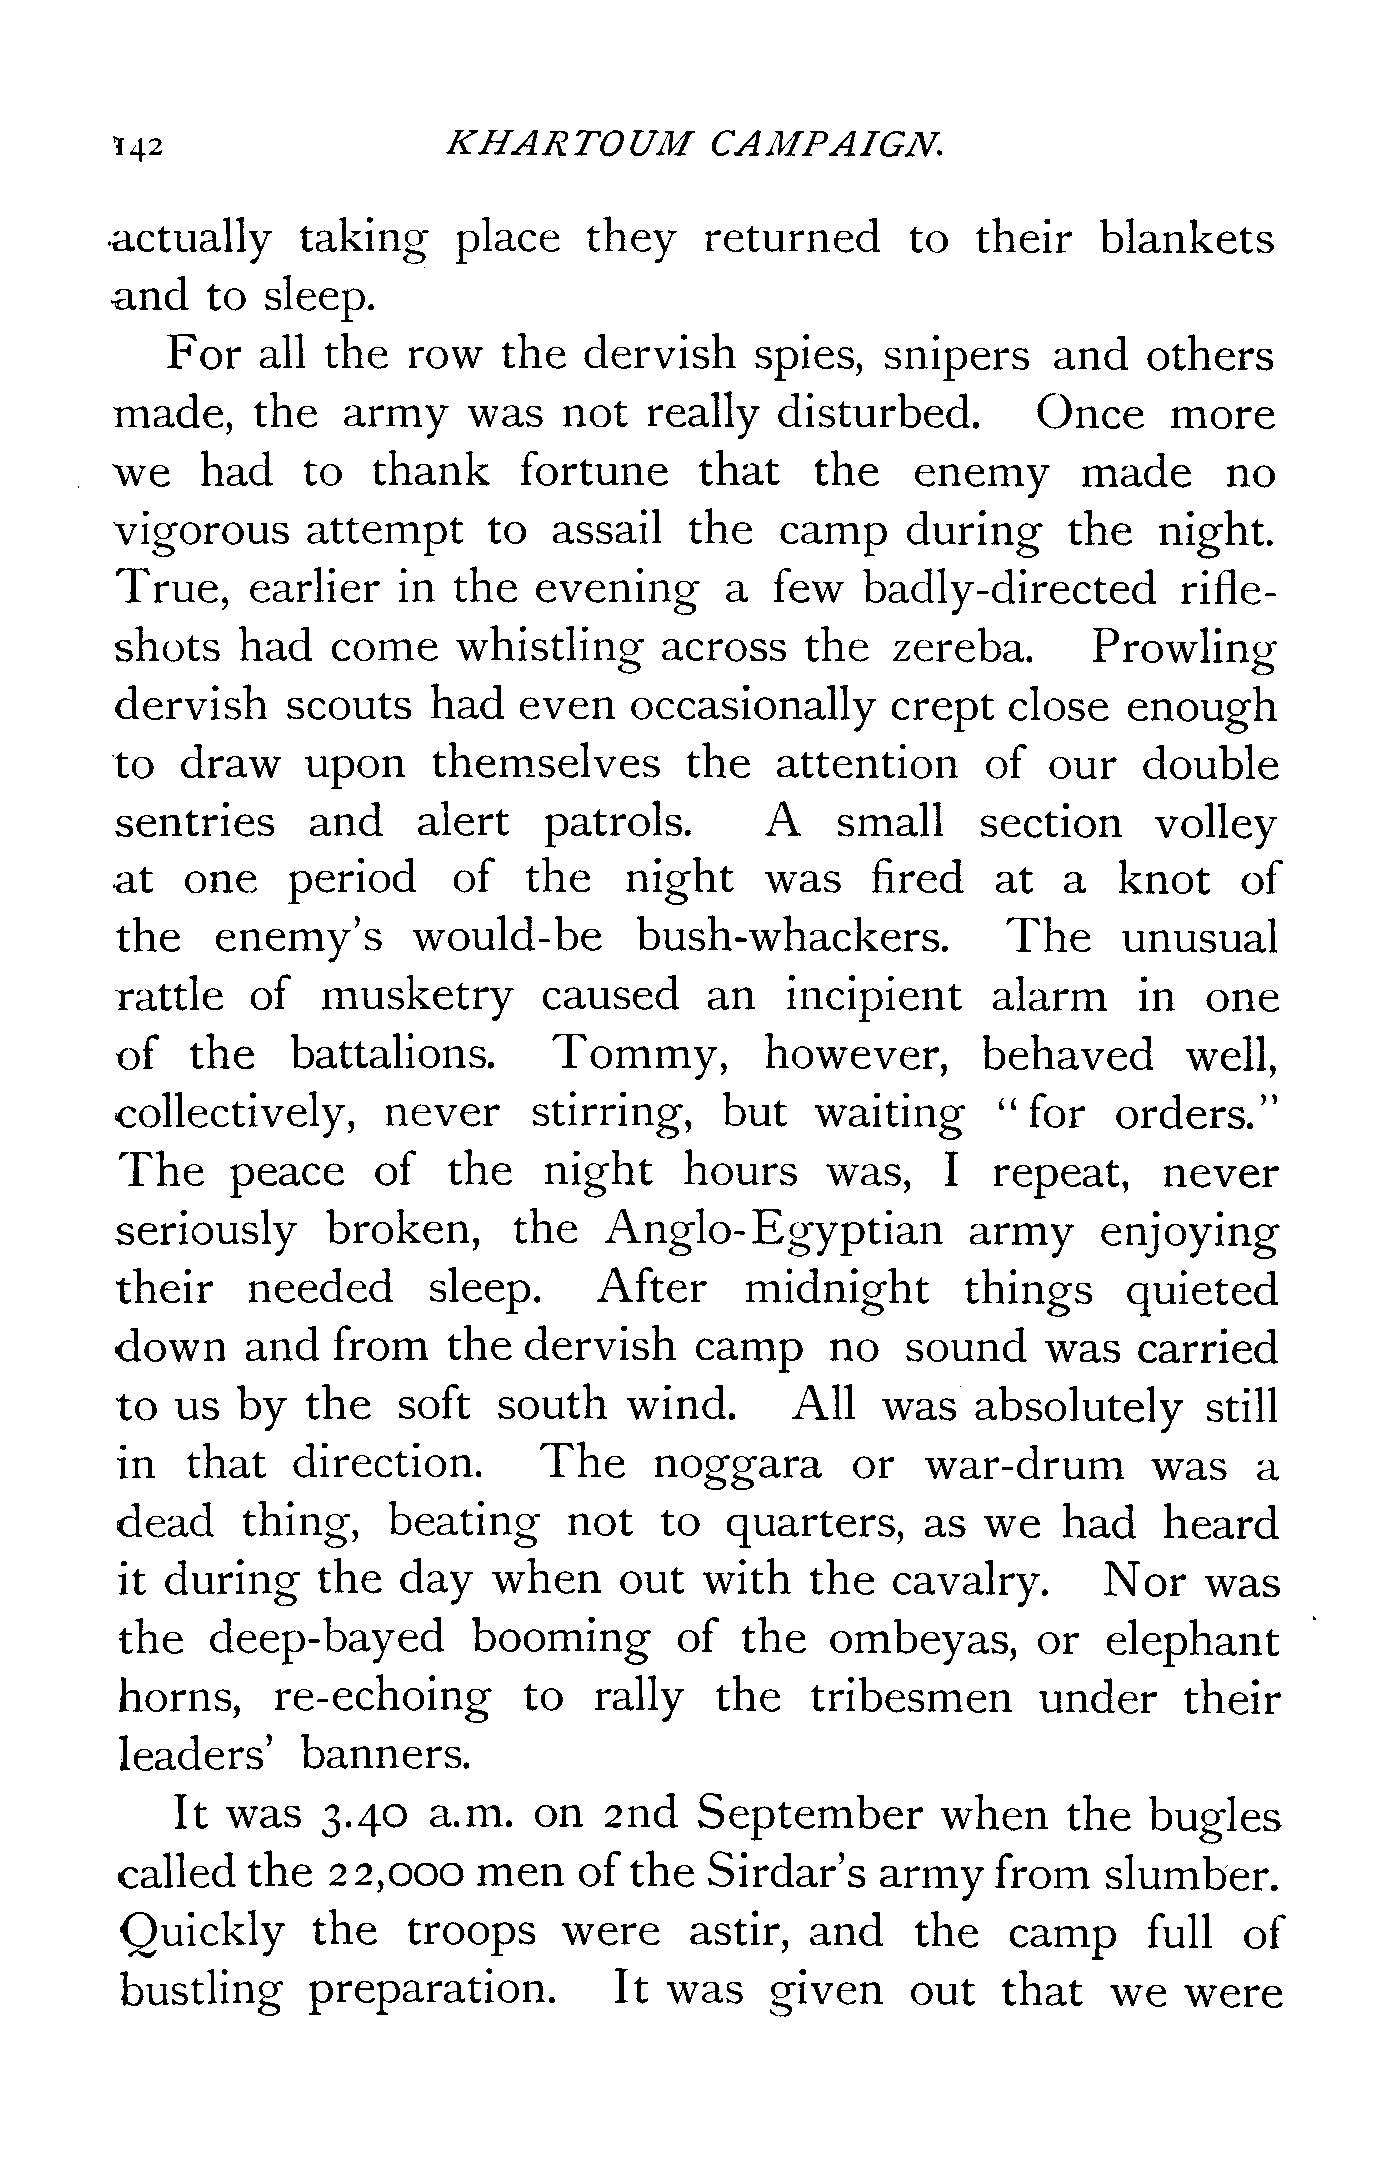 142 KHARTOUM CAMPAIGN.
actually taking place they returned to their blankets
and to sleep.
For all the row the dervish spies, snipers and others
made, the army was not really disturbed. Once more
we had to thank fortune that the enemy made no
vigorous attempt to assail the camp during the night.
True, earlier in the evening a few badly-directed rifle-
shots had come whistling across the zereba. Prowling
dervish scouts had even occasionally crept close enough
to draw upon themselves the attention of our double
sentries and alert patrols. A small section volley
at one period of the night was fired at a knot of
the enemy's would-be bush-whackers. The unusual
rattle of musketry caused an incipient alarm in one
of the battalions. Tommy, however, behaved well,
collectively, never stirring, but waiting "for orders."
The peace of the night hours was, I repeat, never
seriously broken, the Anglo-Egyptian army enjoying
their needed sleep. After midnight things quieted
down and from the dervish camp no sound was carried
to us by the soft south wind. All was absolutely still
in that direction. The noggara or war-drum was a
dead thing, beating not to quarters, as we had heard
it during the day when out with the cavalry. Nor was
the deep-bayed booming of the ombeyas, or elephant
horns, re-echoing to rally the tribesmen under their
leaders' banners.
It was 3.40 a.m. on 2nd September when the bugles
called the 22,000 men of the Sirdar's army from slumber.
Quickly the troops were astir, and the camp full of
bustling preparation. It was given out that we were